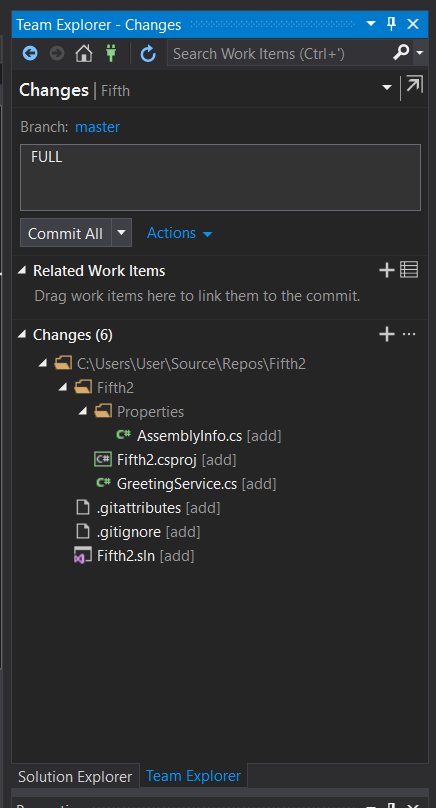 Team Explorer - Changes
Search Work Items (Ctrl+')
Changes | Fifth
Branch: master
FULL
Commit All Actions
Related Work Items
Drag work items here to link them to the commit.
Changes (6)
C:\Users\User\Source\Repos\Fifth2
Fifth2
Properties
C# AssemblyInfo.cs [add]
C# Fifth2.csproj [add]
C# GreetingService.cs [add]
.gitattributes [add]
.gitignore [add]
Fifth2.sln [add]
Solution Explorer Team Explorer